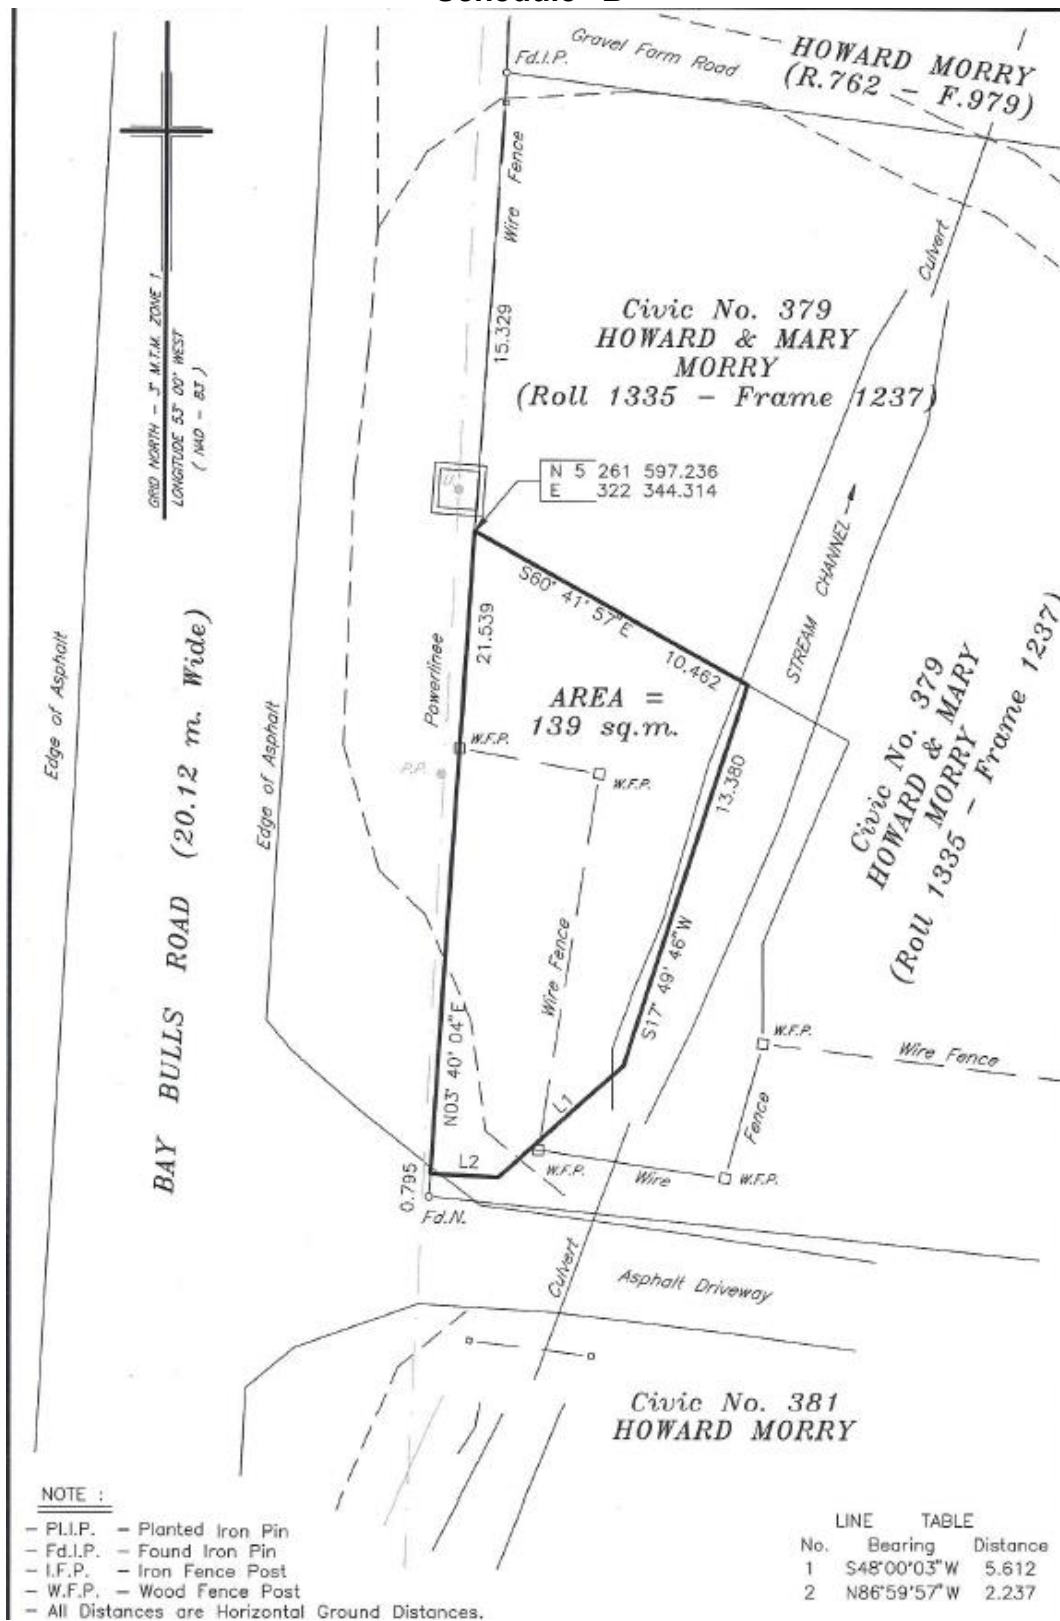 Gravel Farm Road
Fd.I.P.
HOWARD MORRY
(R.762 - F.979)
Wire Fence
Culvert
GRID NORTH - 3° M.T.M. ZONE 1
LONGITUDE 53° 00' WEST
( NAD - 83 )
15.329
Civic No. 379
HOWARD & MARY
MORRY
(Roll 1335 - Frame 1237)
N 5 261 597.236
E 322 344.314
S60° 41' 57"E
10.462
STREAM CHANNEL
21.539
Powerlinee
AREA =
139 sq.m.
Edge of Asphalt
BAY BULLS ROAD (20.12 m. Wide)
Edge of Asphalt
W.F.P.
P.P.
W.F.P.
13.380
Civic No. 379
HOWARD & MARY
MORRY
(Roll 1335 - Frame 1237)
Wire Fence
S17° 49' 46"W
N03° 40' 04"E
W.F.P.
Wire Fence
Fence
L1
L2
W.F.P.
Wire
W.F.P.
0.795
Fd.N.
Culvert
Asphalt Driveway
Civic No. 381
HOWARD MORRY
NOTE :
- Pl.I.P. - Planted Iron Pin
- Fd.I.P. - Found Iron Pin
- I.F.P. - Iron Fence Post
- W.F.P. - Wood Fence Post
- All Distances are Horizontal Ground Distances.
LINE TABLE
No. Bearing Distance
1 S48°00'03"W 5.612
2 N86°59'57"W 2.237